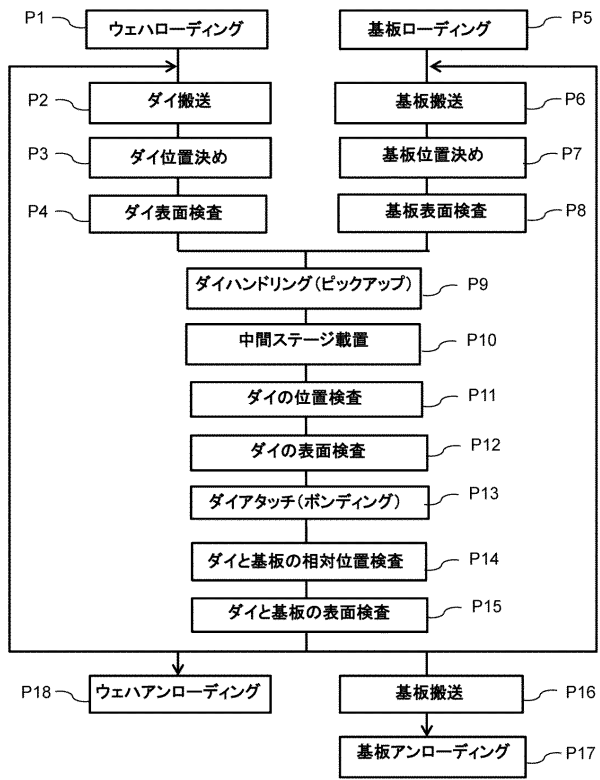 P1 ウェハローディング
基板ローディング P5
P2 ダイ搬送
基板搬送 P6
P3 ダイ位置決め
基板位置決め P7
P4 ダイ表面検査
基板表面検査 P8
ダイハンドリング(ピックアップ) P9
中間ステージ載置 P10
ダイの位置検査 P11
ダイの表面検査 P12
ダイアタッチ(ボンディング) P13
ダイと基板の相対位置検査 P14
ダイと基板の表面検査 P15
P18 ウェハアンローディング
基板搬送 P16
基板アンローディング P17